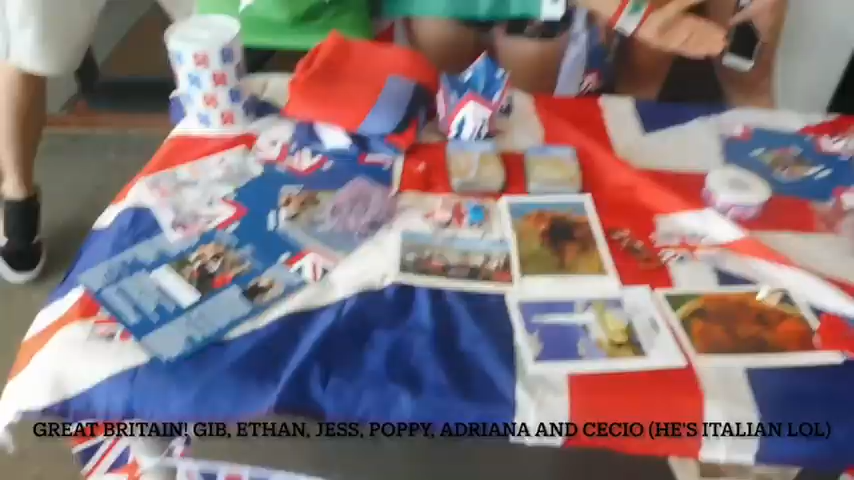 GREAT BRITAIN! GIB, ETHAN, JESS, POPPY, ADRIANA AND CECIO (HE'S ITALIAN LOL)